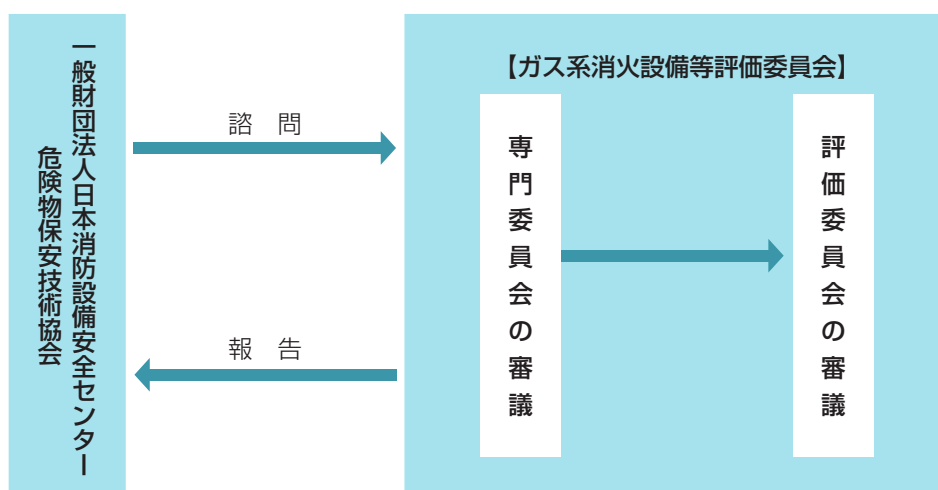 一般財団法人日本消防設備安全センター
危険物保安技術協会
諮　問
報　告
【ガス系消火設備等評価委員会】
専門委員会の審議
評価委員会の審議